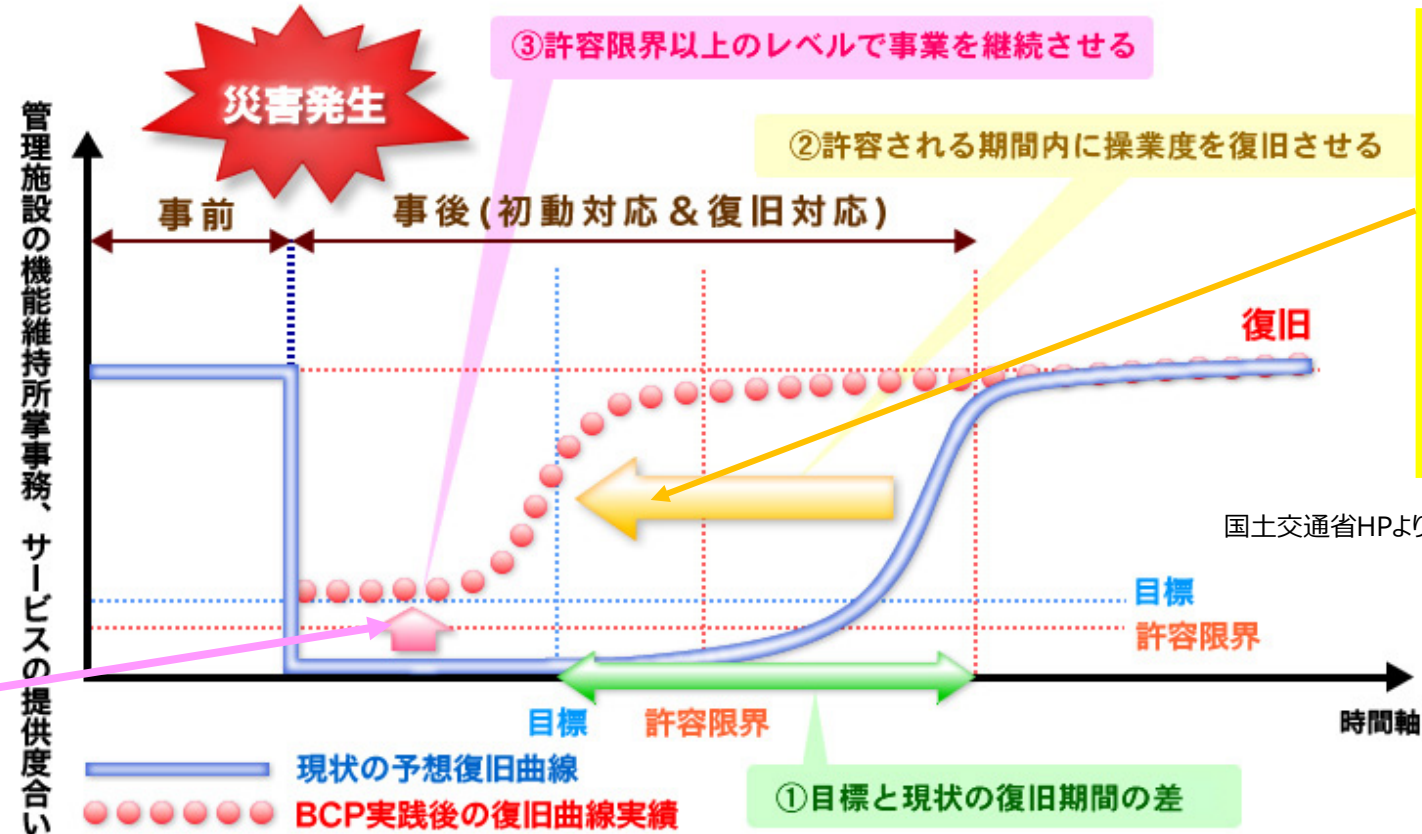 ③許容限界以上のレベルで事業を継続させる
災害発生
②許容される期間内に操業度を復旧させる
事前
事後(初動対応&復旧対応)
管理施設の機能維持所掌事務、サービスの提供度合い
復旧
国土交通省HPより
目標
許容限界
目標
許容限界
時間軸
現状の予想復旧曲線
①目標と現状の復旧期間の差
BCP実践後の復旧曲線実績